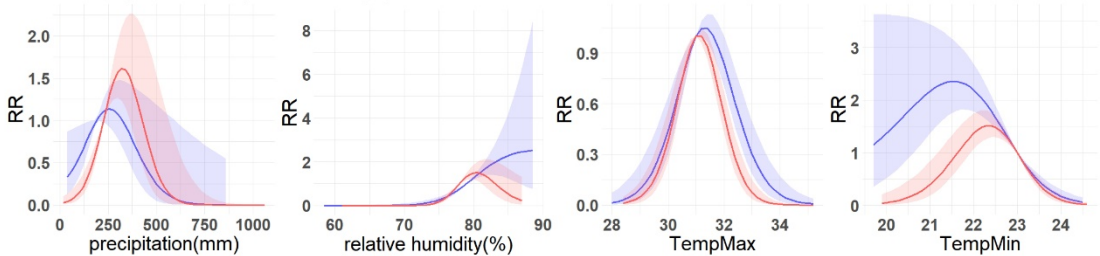 RR
2.0
1.5
1.0
0.5
0.0
0 250 500 750 1000
precipitation(mm)
RR
8
6
4
2
0
60 70 80 90
relative humidity(%)
RR
0.9
0.6
0.3
0.0
28 30 32 34
TempMax
RR
3
2
1
0
20 21 22 23 24
TempMin